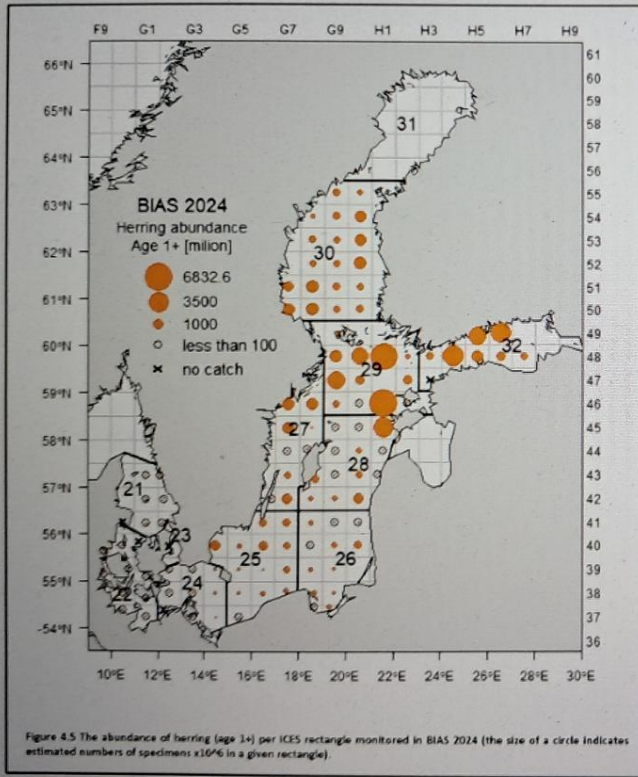 F9 G1 G3 G5 G7 G9 H1 H3 H5 H7 H9
66°N
65°N
64°N
63°N
62°N
61°N
60°N
59°N
58°N
57°N
56°N
55°N
-54°N
BIAS 2024
Herring abundance
Age 1+ [milion]
6832.6
3500
1000
less than 100
no catch
31
30
29
32
27
28
21
23
25
26
24
22
61
60
59
58
57
56
55
54
53
52
51
50
49
48
47
46
45
44
43
42
41
40
39
38
37
36
10°E 12°E 14°E 16°E 18°E 20°E 22°E 24°E 26°E 28°E 30°E
Figure 4.5 The abundance of herring (age 1+) per ICES rectangle monitored in BIAS 2024 (the size of a circle indicates
estimated numbers of specimens x10^6 in a given rectangle).